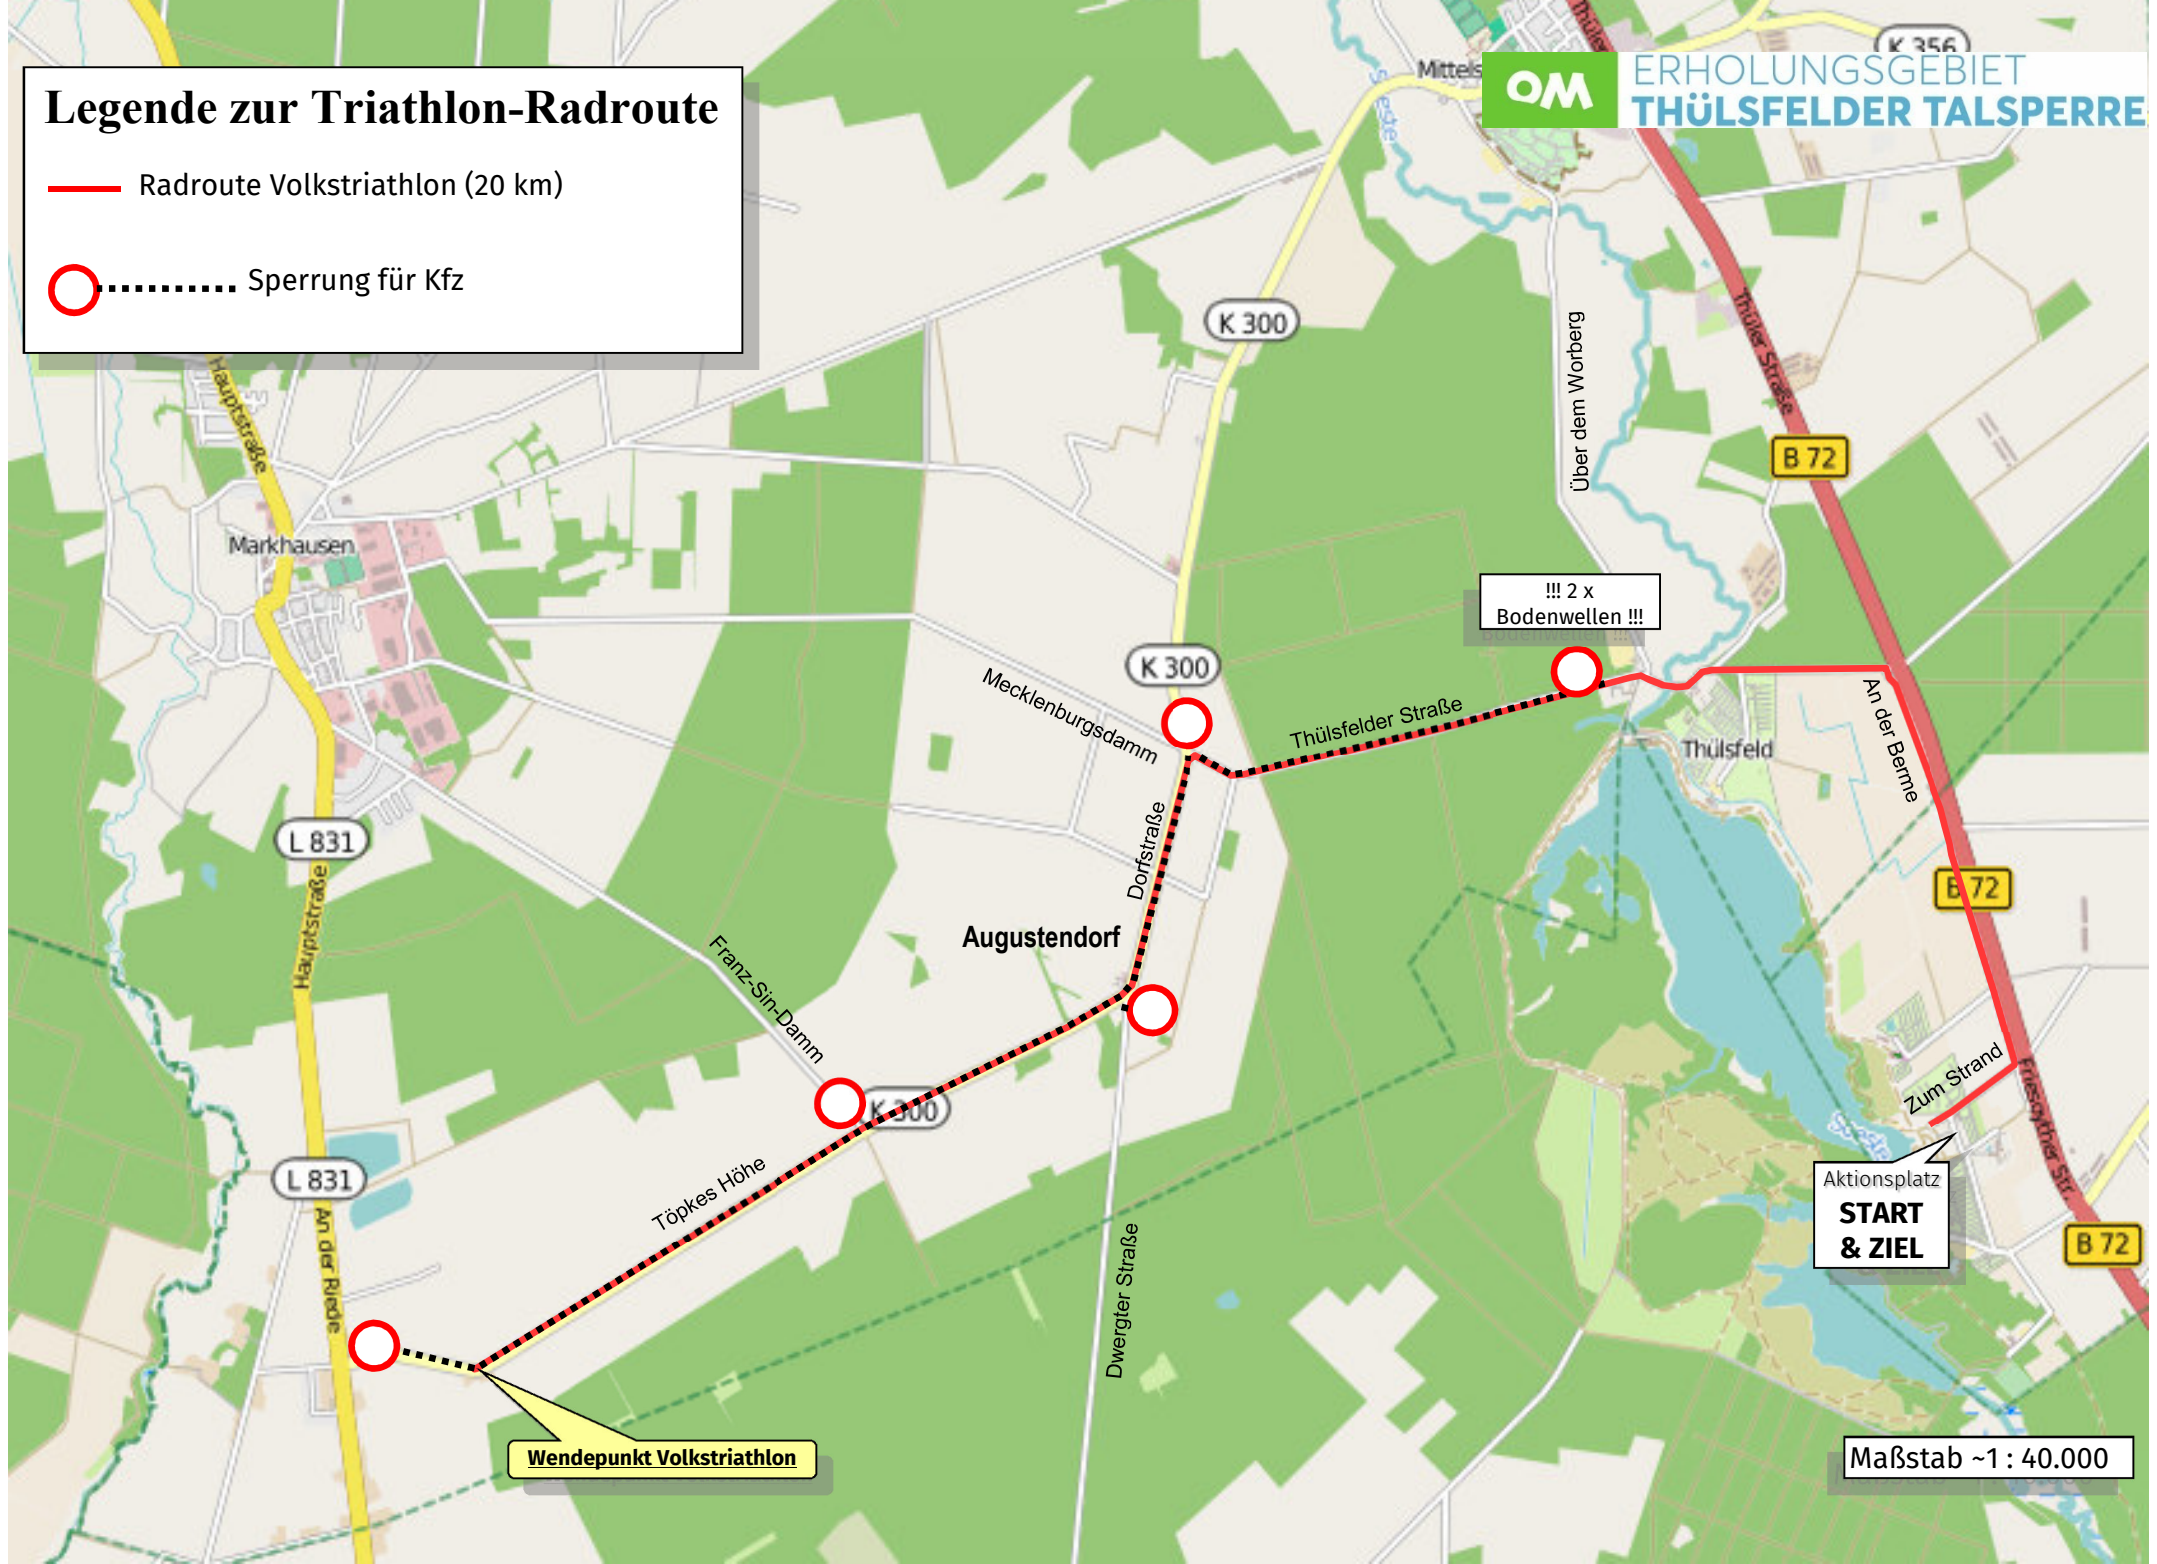 Legende zur Triathlon-Radroute
Radroute Volkstriathlon (20 km)
Sperrung für Kfz
K 356
OM
ERHOLUNGSGEBIET
THÜLSFELDER TALSPERRE
K 300
Über dem Worberg
Thüler Straße
B 72
Hauptstraße
Markhausen
!!! 2 x
Bodenwellen !!!
K 300
Mecklenburgsdamm
Thülsfelder Straße
An der Berme
Thülsfeld
L 831
Dorfstraße
B 72
Hauptstraße
Augustendorf
Franz-Sin-Damm
Zum Strand
K 300
Friesoyther Str.
Soeste
Aktionsplatz
START
& ZIEL
L 831
Töpkes Höhe
An der Riede
Dwergter Straße
B 72
Wendepunkt Volkstriathlon
Maßstab ~1 : 40.000